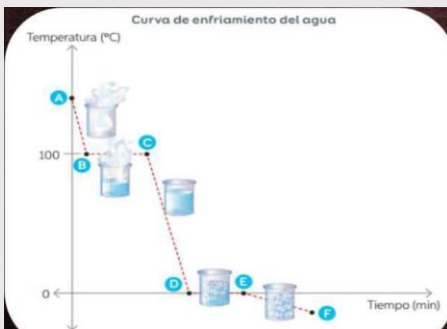 Curva de enfriamiento del agua
Temperatura (°C)
A
100
B
C
D
E
0
F
Tiempo (min)